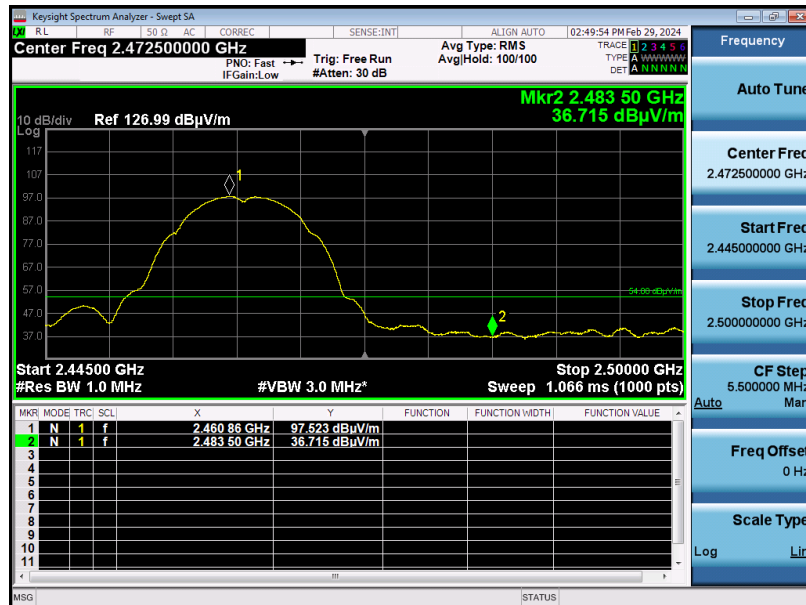 Keysight Spectrum Analyzer - Swept SA
LXI RL RF 50 Ω AC CORREC SENSE:INT ALIGN AUTO 02:49:54 PM Feb 29, 2024
Center Freq 2.472500000 GHz
PNO: Fast
IFGain:Low
Trig: Free Run
#Atten: 30 dB
Avg Type: RMS
Avg|Hold: 100/100
TRACE 1 2 3 4 5 6
TYPE A WWWWW
DET A N N N N N
Mkr2 2.483 50 GHz
36.715 dBµV/m
10 dB/div Ref 126.99 dBµV/m
Log
117
107
97.0
87.0
77.0
67.0
57.0
47.0
37.0
1
2
54.00 dBµV/m
Start 2.44500 GHz Stop 2.50000 GHz
#Res BW 1.0 MHz #VBW 3.0 MHz* Sweep 1.066 ms (1000 pts)
MKR MODE TRC SCL X Y FUNCTION FUNCTION WIDTH FUNCTION VALUE
1 N 1 f 2.460 86 GHz 97.523 dBµV/m
2 N 1 f 2.483 50 GHz 36.715 dBµV/m
3
4
5
6
7
8
9
10
11
MSG STATUS
Frequency
Auto Tune
Center Freq
2.472500000 GHz
Start Freq
2.445000000 GHz
Stop Freq
2.500000000 GHz
CF Step
5.500000 MHz
Auto Man
Freq Offset
0 Hz
Scale Type
Log Lin